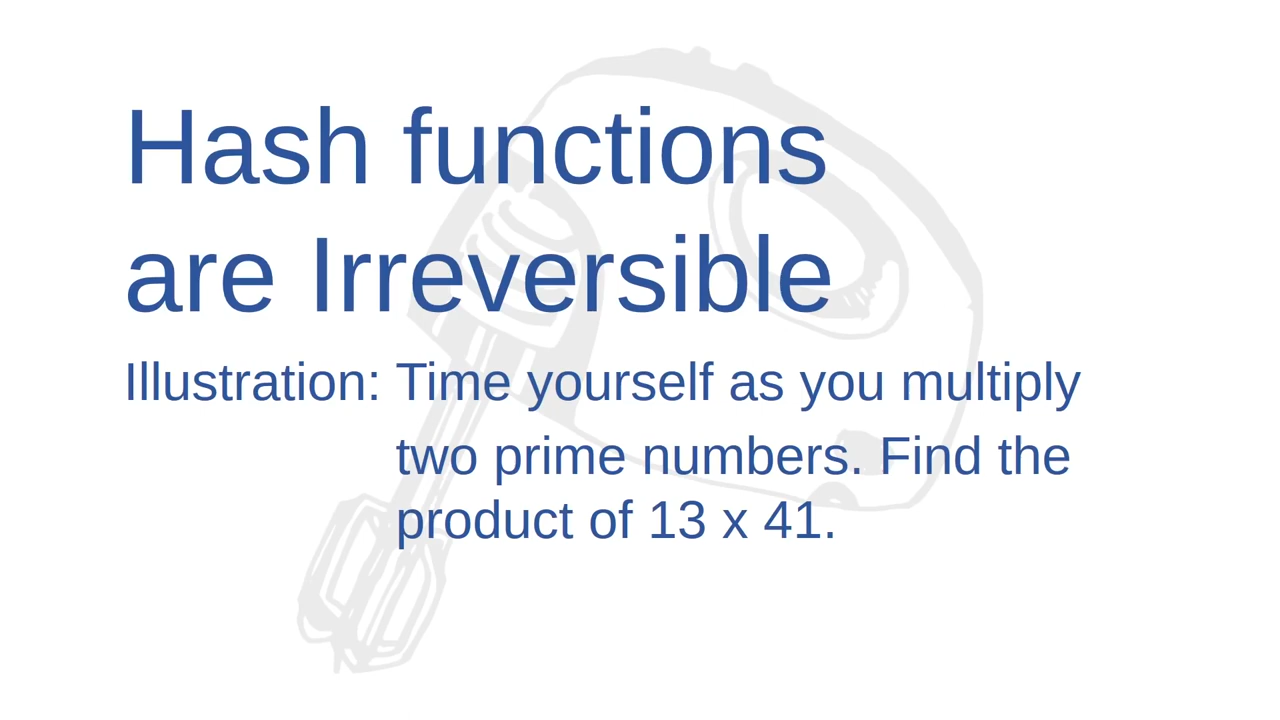 Hash functions
are Irreversible
Illustration: Time yourself as you multiply
two prime numbers. Find the
product of 13 x 41.